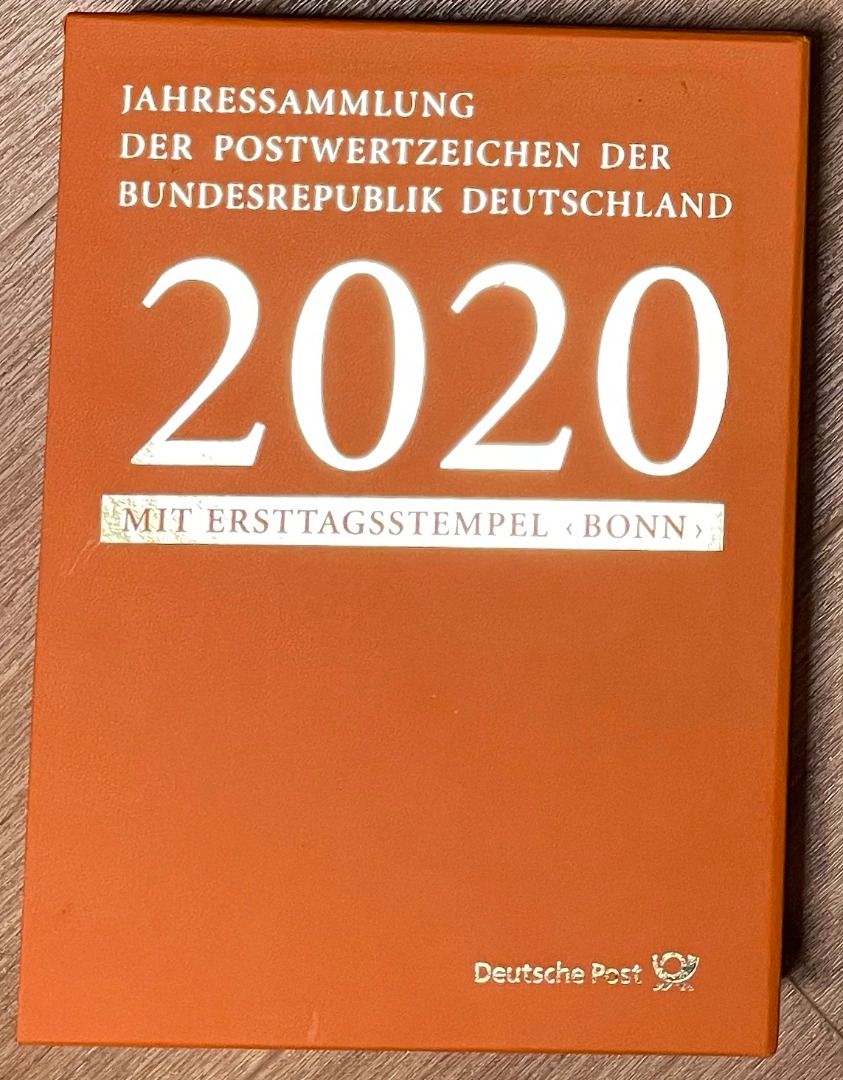 JAHRESSAMMLUNG
DER POSTWERTZEICHEN DER
BUNDESREPUBLIK DEUTSCHLAND
2020
MIT ERSTTAGSSTEMPEL ‹ BONN ›
Deutsche Post